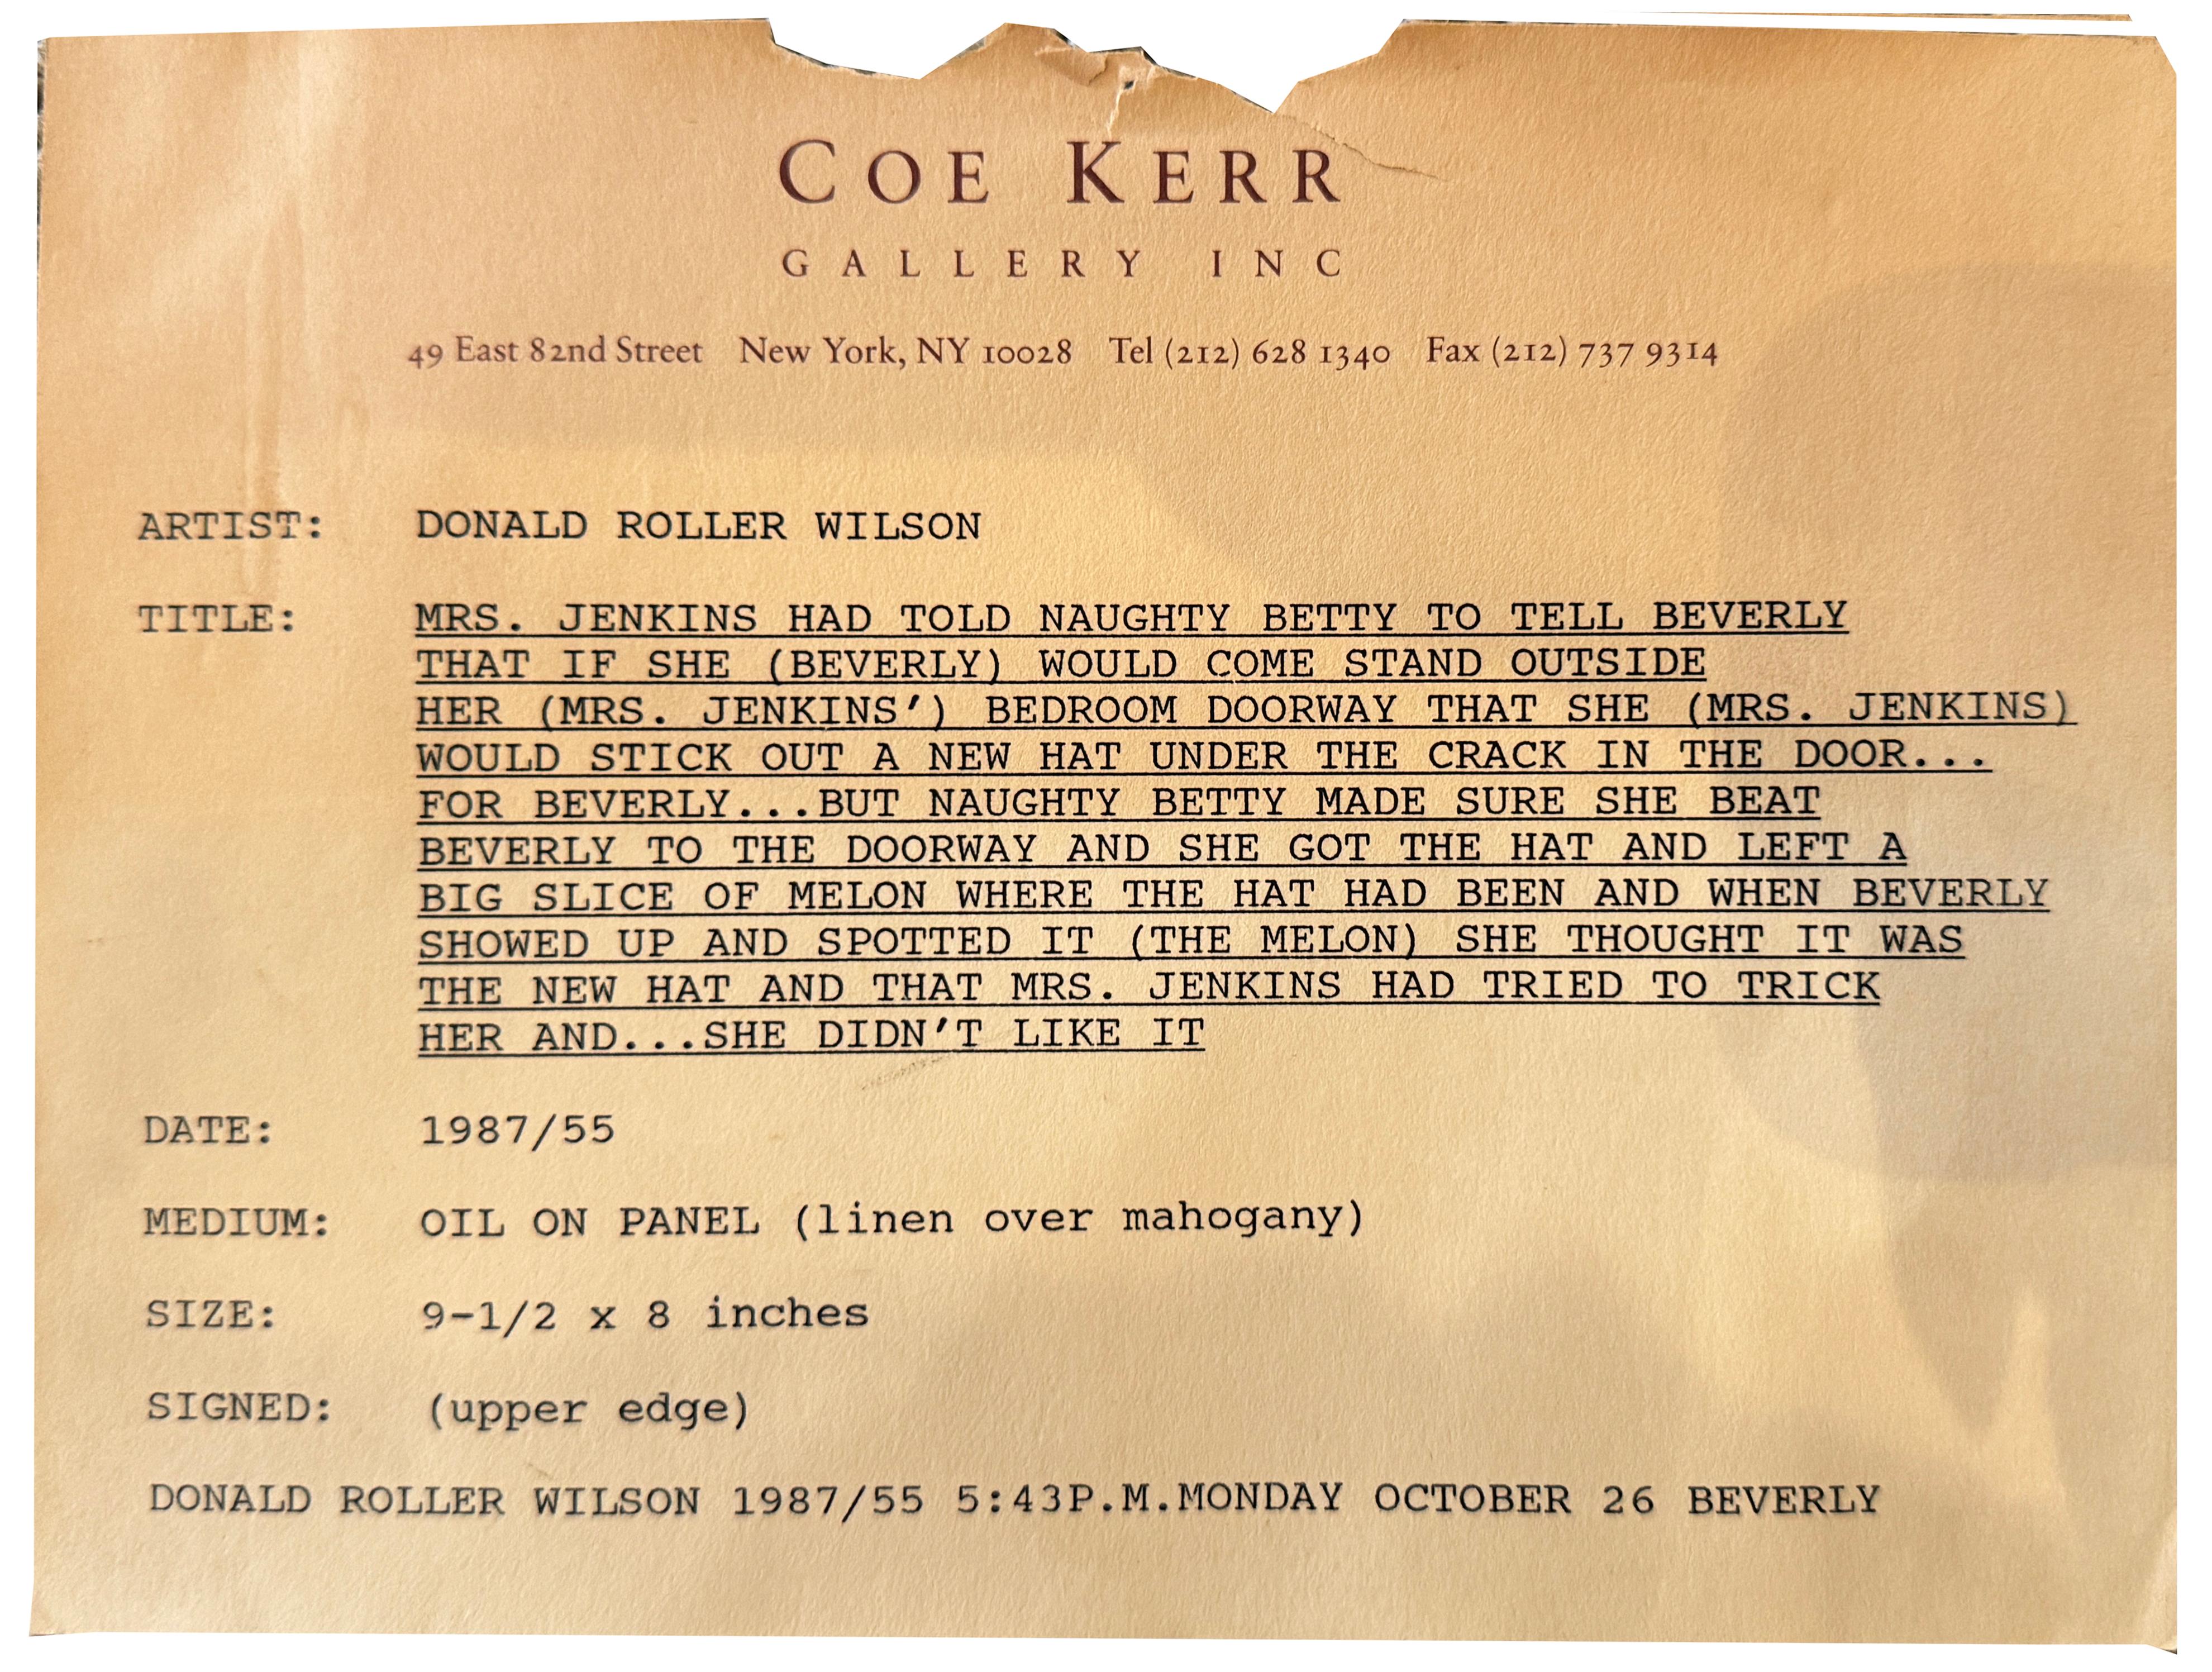 COE KERR
GALLERY INC
49 East 82nd Street New York, NY 10028 Tel (212) 628 1340 Fax (212) 737 9314
ARTIST: DONALD ROLLER WILSON
TITLE: MRS. JENKINS HAD TOLD NAUGHTY BETTY TO TELL BEVERLY
THAT IF SHE (BEVERLY) WOULD COME STAND OUTSIDE
HER (MRS. JENKINS') BEDROOM DOORWAY THAT SHE (MRS. JENKINS)
WOULD STICK OUT A NEW HAT UNDER THE CRACK IN THE DOOR...
FOR BEVERLY...BUT NAUGHTY BETTY MADE SURE SHE BEAT
BEVERLY TO THE DOORWAY AND SHE GOT THE HAT AND LEFT A
BIG SLICE OF MELON WHERE THE HAT HAD BEEN AND WHEN BEVERLY
SHOWED UP AND SPOTTED IT (THE MELON) SHE THOUGHT IT WAS
THE NEW HAT AND THAT MRS. JENKINS HAD TRIED TO TRICK
HER AND...SHE DIDN'T LIKE IT
DATE: 1987/55
MEDIUM: OIL ON PANEL (linen over mahogany)
SIZE: 9-1/2 x 8 inches
SIGNED: (upper edge)
DONALD ROLLER WILSON 1987/55 5:43P.M.MONDAY OCTOBER 26 BEVERLY